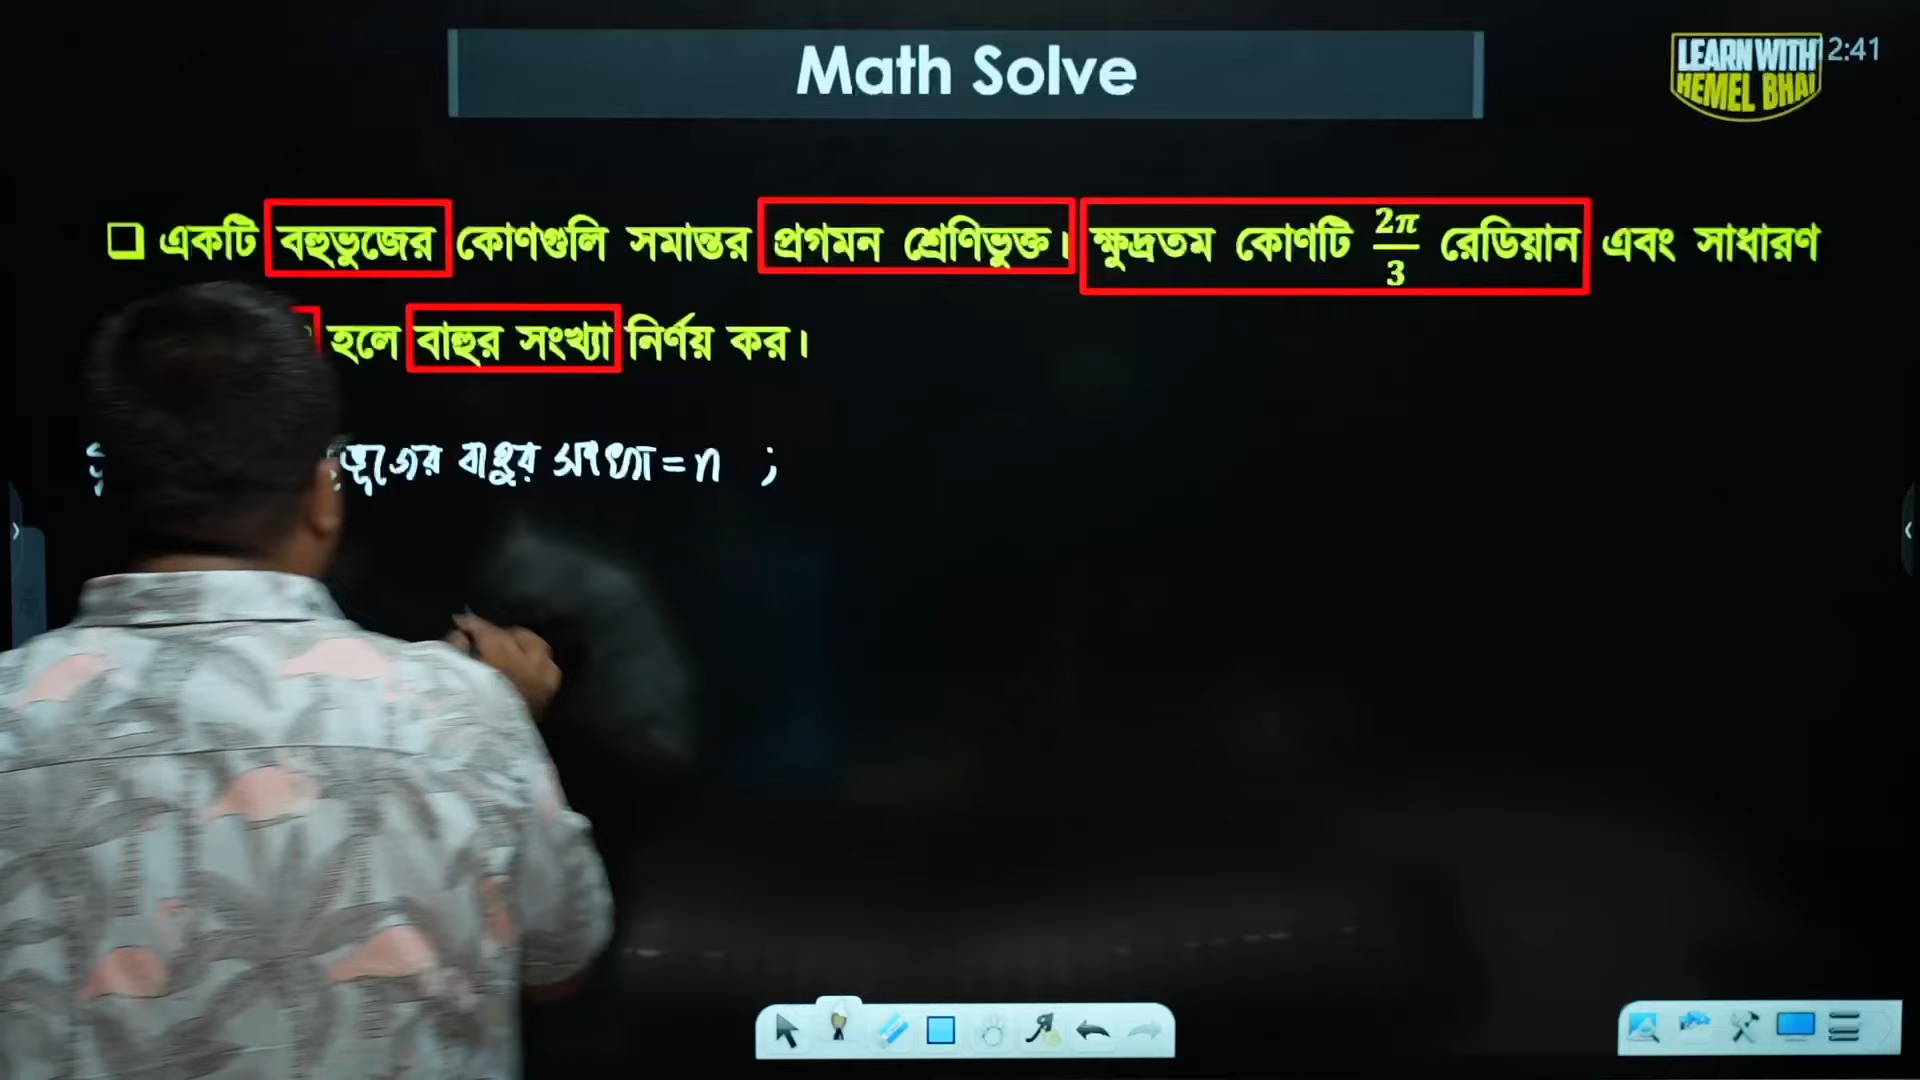 Math Solve
LEARN WITH
HEMEL BHAI
2:41
❑ একটি বহুভুজের কোণগুলি সমান্তর প্রগমন শ্রেণিভুক্ত। ক্ষুদ্রতম কোণটি 2π/3 রেডিয়ান এবং সাধারণ
হলে বাহুর সংখ্যা নির্ণয় কর।
ভুজের বাহুর সংখ্যা = n ;